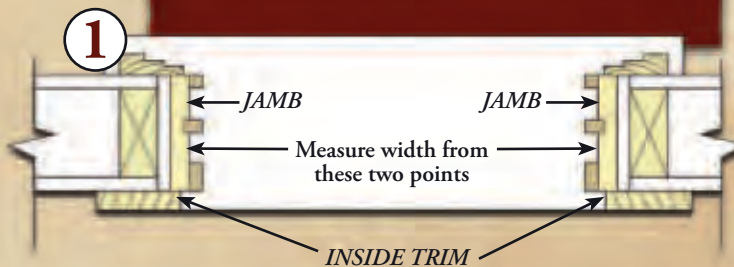 1
JAMB JAMB
Measure width from
these two points
INSIDE TRIM